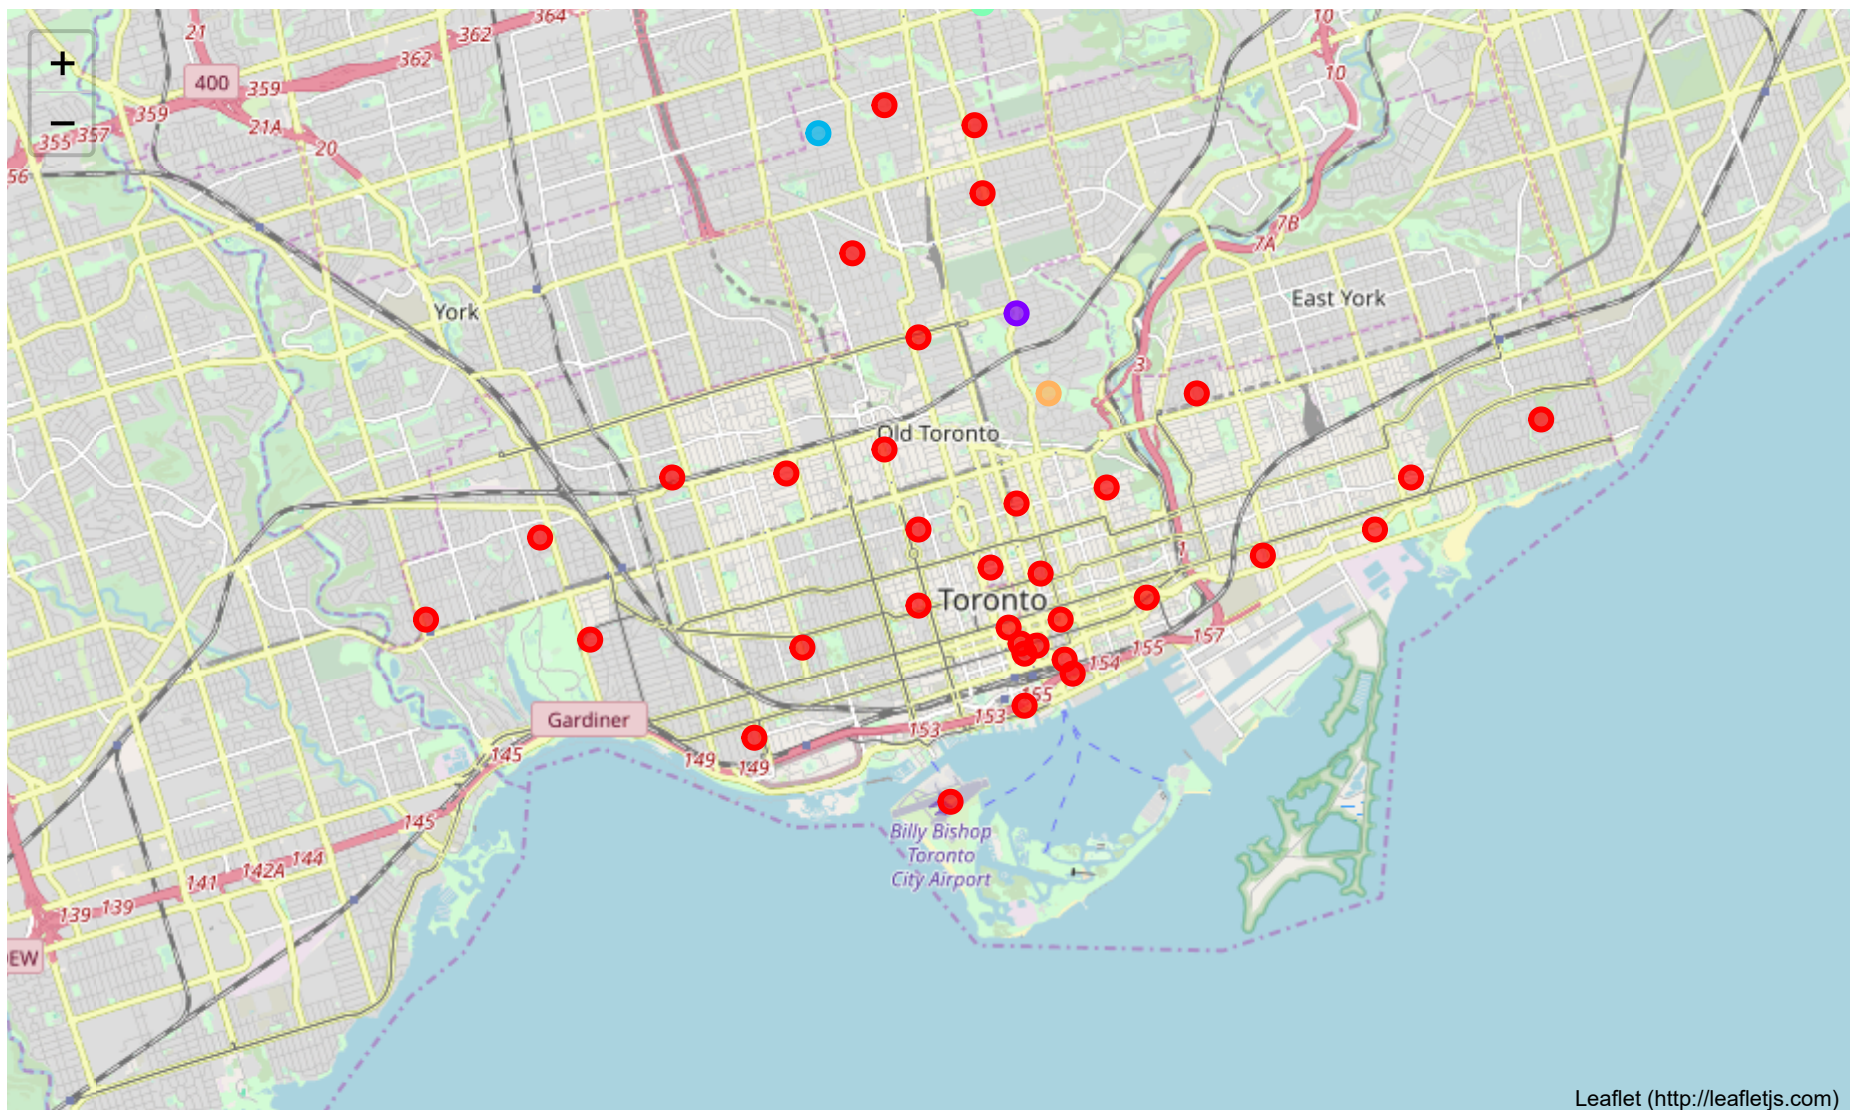 364
10
21
362
+
362
10
400
359
359
−
21A
357
355
20
56
7B
7A
East York
York
3
Old Toronto
1
Toronto
157
155
154
155
Gardiner
153
153
145
149
149
Billy Bishop
Toronto
City Airport
145
144
142A
141
139
139
EW
Leaflet (http://leafletjs.com)